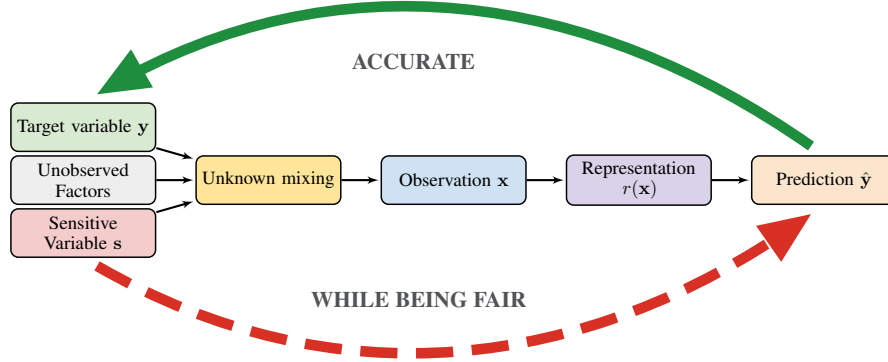 ACCURATE
Target variable y
Unobserved
Factors
Sensitive
Variable s
Unknown mixing
Observation x
Representation
r(x)
Prediction ŷ
WHILE BEING FAIR